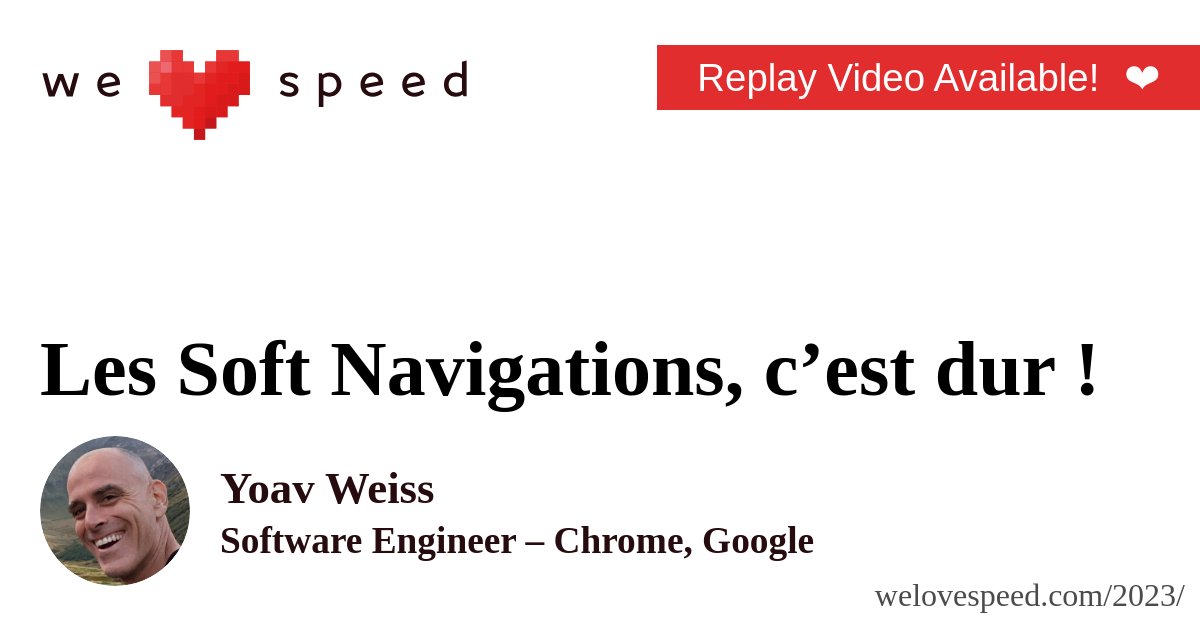 we ❤ speed
Replay Video Available! ❤
Les Soft Navigations, c’est dur !
Yoav Weiss
Software Engineer – Chrome, Google
welovespeed.com/2023/